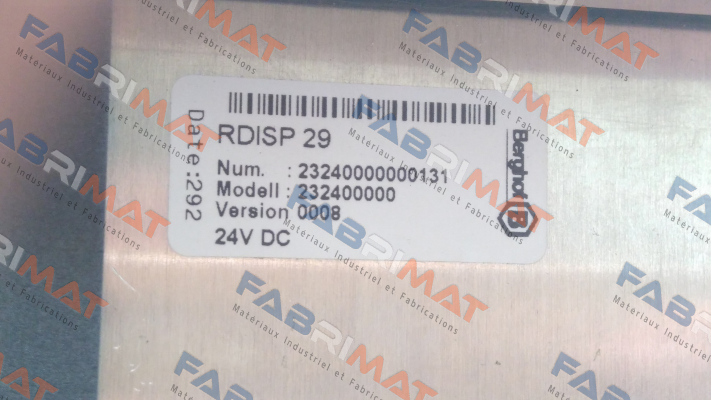 RDISP 29
Num. : 23240000000131
Modell : 232400000
Version 0008
24V DC
Date:292
Berghof
B
FABRIMAT
Matériaux Industriel et Fabrications